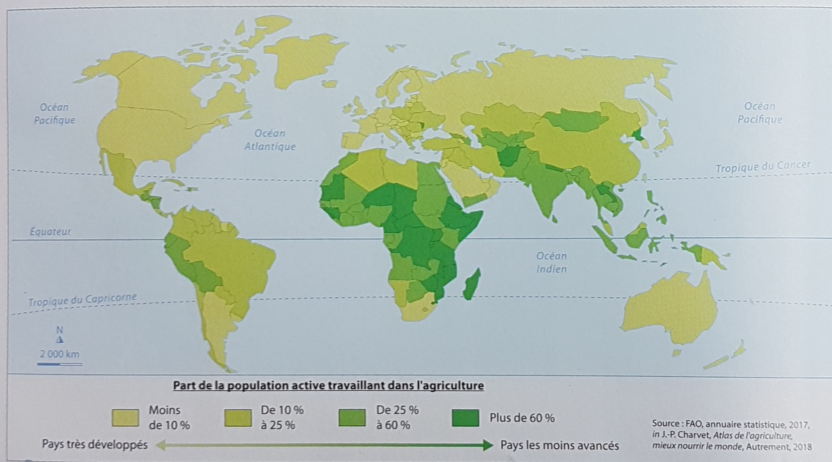 Océan
Pacifique
Océan
Atlantique
Océan
Pacifique
Tropique du Cancer
Équateur
Océan
Indien
Tropique du Capricorne
N
2 000 km
Part de la population active travaillant dans l'agriculture
Moins
de 10 %
De 10 %
à 25 %
De 25 %
à 60 %
Plus de 60 %
Pays très développés
Pays les moins avancés
Source : FAO, annuaire statistique, 2017,
in J.-P. Charvet, Atlas de l'agriculture,
mieux nourrir le monde, Autrement, 2018